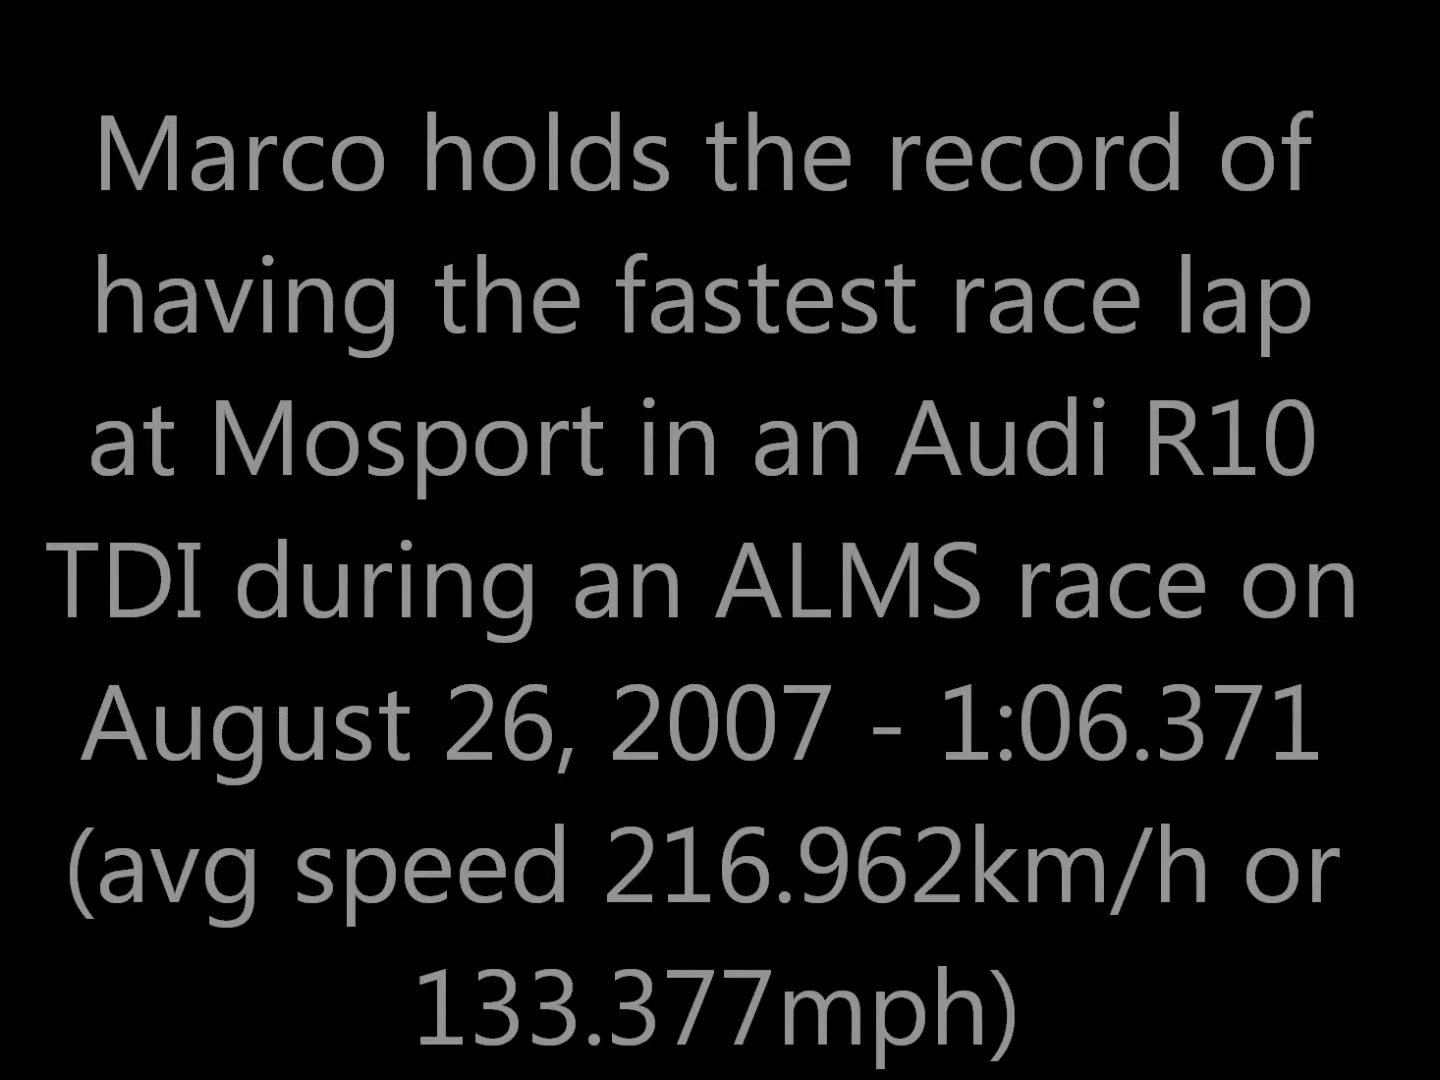 Marco holds the record of
having the fastest race lap
at Mosport in an Audi R10
TDI during an ALMS race on
August 26, 2007 - 1:06.371
(avg speed 216.962km/h or
133.377mph)